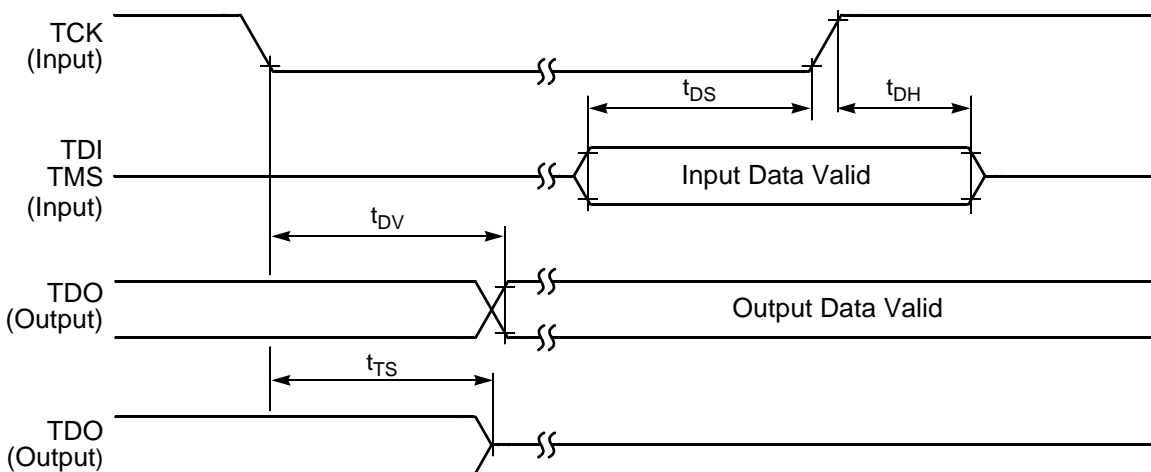 TCK
(Input)
tDS
tDH
TDI
TMS
(Input)
Input Data Valid
tDV
TDO
(Output)
Output Data Valid
tTS
TDO
(Output)